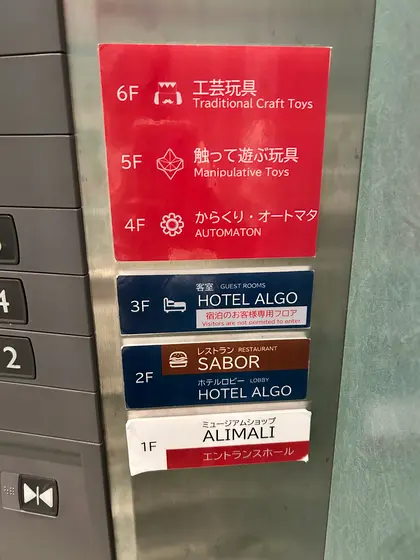 6F
工芸玩具
Traditional Craft Toys
5F
触って遊ぶ玩具
Manipulative Toys
4F
からくり・オートマタ
AUTOMATON
3F
客室 GUEST ROOMS
HOTEL ALGO
宿泊のお客様専用フロア
Visitors are not permited to enter
2F
レストラン RESTAURANT
SABOR
ホテルロビー LOBBY
HOTEL ALGO
1F
ミュージアムショップ
ALIMALI
エントランスホール
4
2